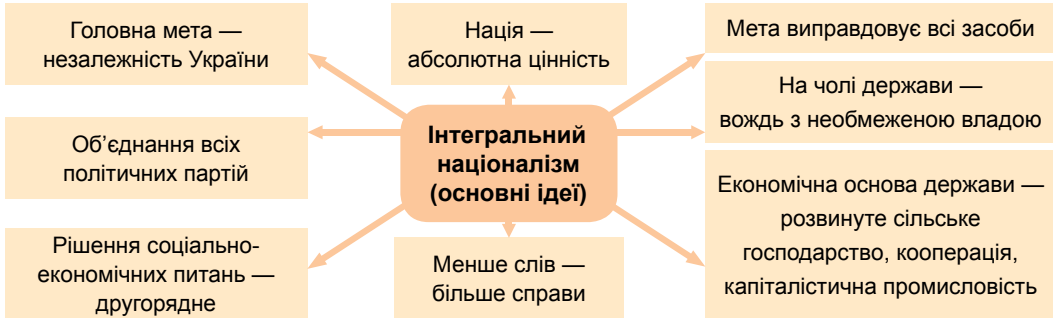 Головна мета —
незалежність України
Нація —
абсолютна цінність
Мета виправдовує всі засоби
На чолі держави —
вождь з необмеженою владою
Об’єднання всіх
політичних партій
Інтегральний
націоналізм
(основні ідеї)
Економічна основа держави —
розвинуте сільське
господарство, кооперація,
капіталістична промисловість
Рішення соціально-
економічних питань —
другорядне
Менше слів —
більше справи